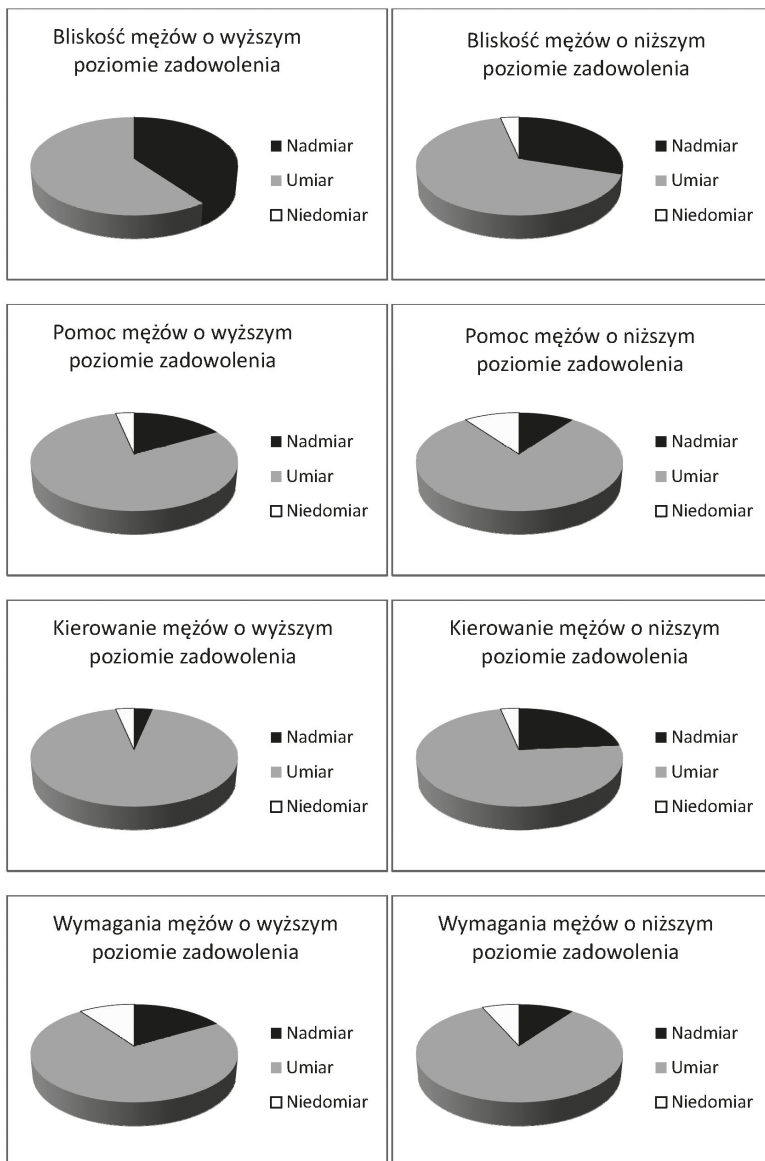 Bliskość mężów o wyższym
poziomie zadowolenia
Nadmiar
Umiar
Niedomiar
Bliskość mężów o niższym
poziomie zadowolenia
Nadmiar
Umiar
Niedomiar
Pomoc mężów o wyższym
poziomie zadowolenia
Nadmiar
Umiar
Niedomiar
Pomoc mężów o niższym
poziomie zadowolenia
Nadmiar
Umiar
Niedomiar
Kierowanie mężów o wyższym
poziomie zadowolenia
Nadmiar
Umiar
Niedomiar
Kierowanie mężów o niższym
poziomie zadowolenia
Nadmiar
Umiar
Niedomiar
Wymagania mężów o wyższym
poziomie zadowolenia
Nadmiar
Umiar
Niedomiar
Wymagania mężów o niższym
poziomie zadowolenia
Nadmiar
Umiar
Niedomiar